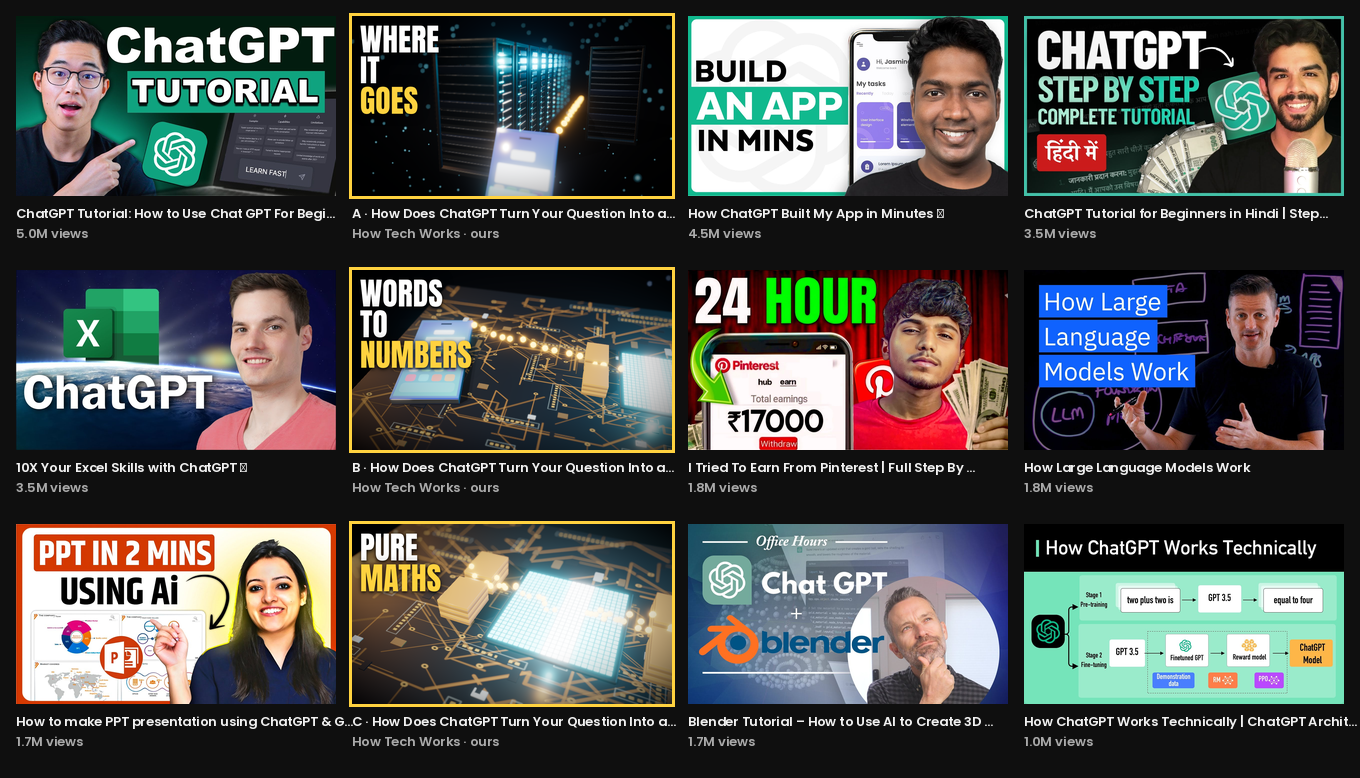 ChatGPT
TUTORIAL
LEARN FAST
ChatGPT Tutorial: How to Use Chat GPT For Begi...
5.0M views
WHERE
IT
GOES
A · How Does ChatGPT Turn Your Question Into a...
How Tech Works · ours
BUILD
AN APP
IN MINS
Hi, Jasmin
My tasks
Recently
How ChatGPT Built My App in Minutes
4.5M views
CHATGPT
STEP BY STEP
COMPLETE TUTORIAL
हिंदी में
जानकारी प्रदान करना:
ChatGPT Tutorial for Beginners in Hindi | Step...
3.5M views
X
ChatGPT
10X Your Excel Skills with ChatGPT
3.5M views
WORDS
TO
NUMBERS
B · How Does ChatGPT Turn Your Question Into a...
How Tech Works · ours
24 HOUR
Pinterest
hub earn
Total earnings
₹17000
Withdraw
I Tried To Earn From Pinterest | Full Step By ...
1.8M views
How Large
Language
Models Work
LLM
How Large Language Models Work
1.8M views
PPT IN 2 MINS
USING Ai
P
How to make PPT presentation using ChatGPT & G...
1.7M views
PURE
MATHS
C · How Does ChatGPT Turn Your Question Into a...
How Tech Works · ours
Office Hours
Chat GPT
+
blender
Blender Tutorial – How to Use AI to Create 3D ...
1.7M views
How ChatGPT Works Technically
Stage 1
Pre-training
two plus two is
GPT 3.5
equal to four
Stage 2
Fine-tuning
GPT 3.5
Finetuned GPT
Reward model
ChatGPT
Model
Demonstration
data
RM
PPO
How ChatGPT Works Technically | ChatGPT Archit...
1.0M views